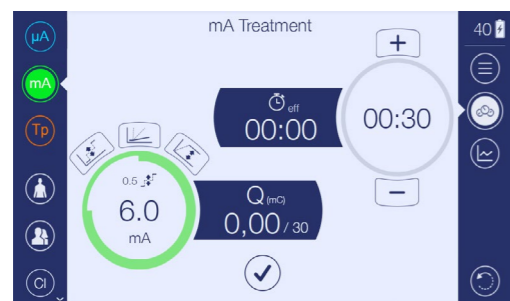 µA
mA
Tp
CI
mA Treatment
40
eff
00:00
00:30
+
−
0.5
6.0
mA
Q (mC)
0,00 / 30